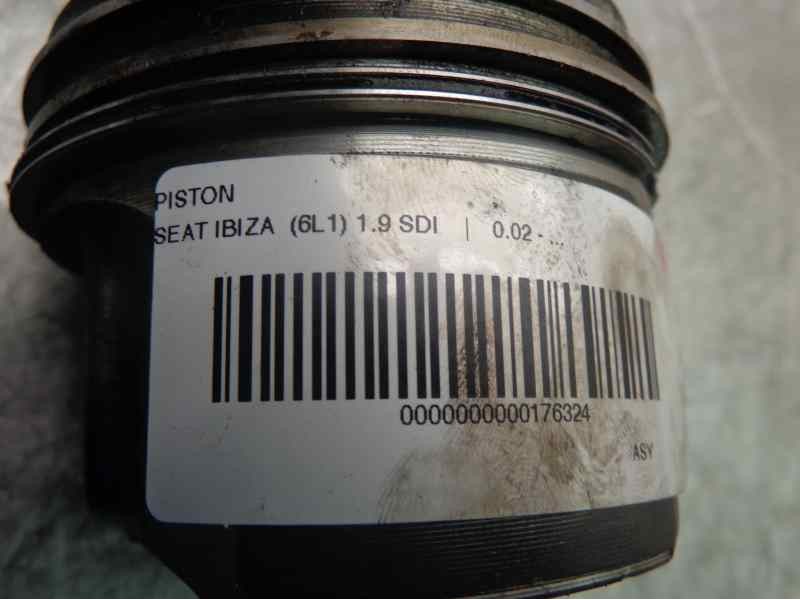 PISTON
SEAT IBIZA (6L1) 1.9 SDI | 0.02 - ...
0000000000176324
ASY